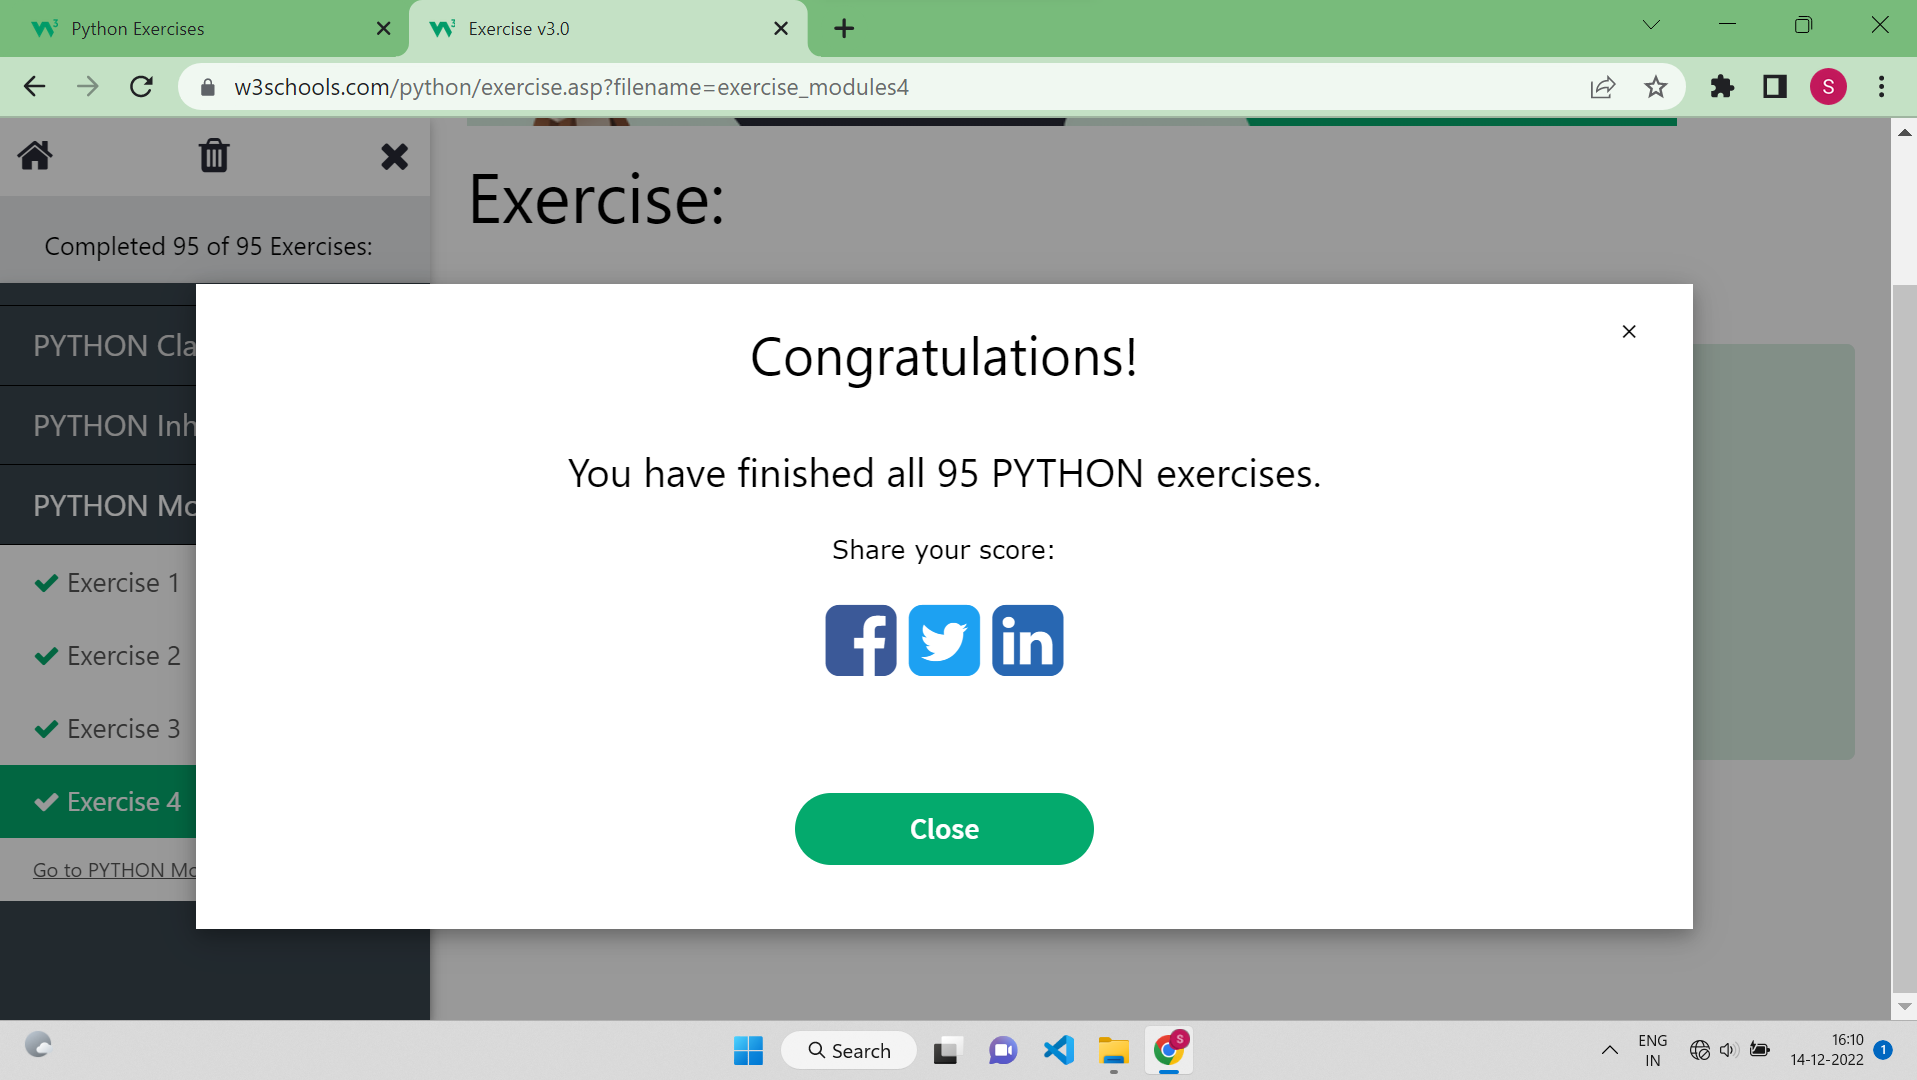 Python Exercises
Exercise v3.0
w3schools.com/python/exercise.asp?filename=exercise_modules4
S
Exercise:
Completed 95 of 95 Exercises:
PYTHON Cla
PYTHON Inh
PYTHON Mo
Exercise 1
Exercise 2
Exercise 3
Exercise 4
Go to PYTHON Mo
Congratulations!
You have finished all 95 PYTHON exercises.
Share your score:
Close
Search
S
ENG
IN
16:10
14-12-2022
1